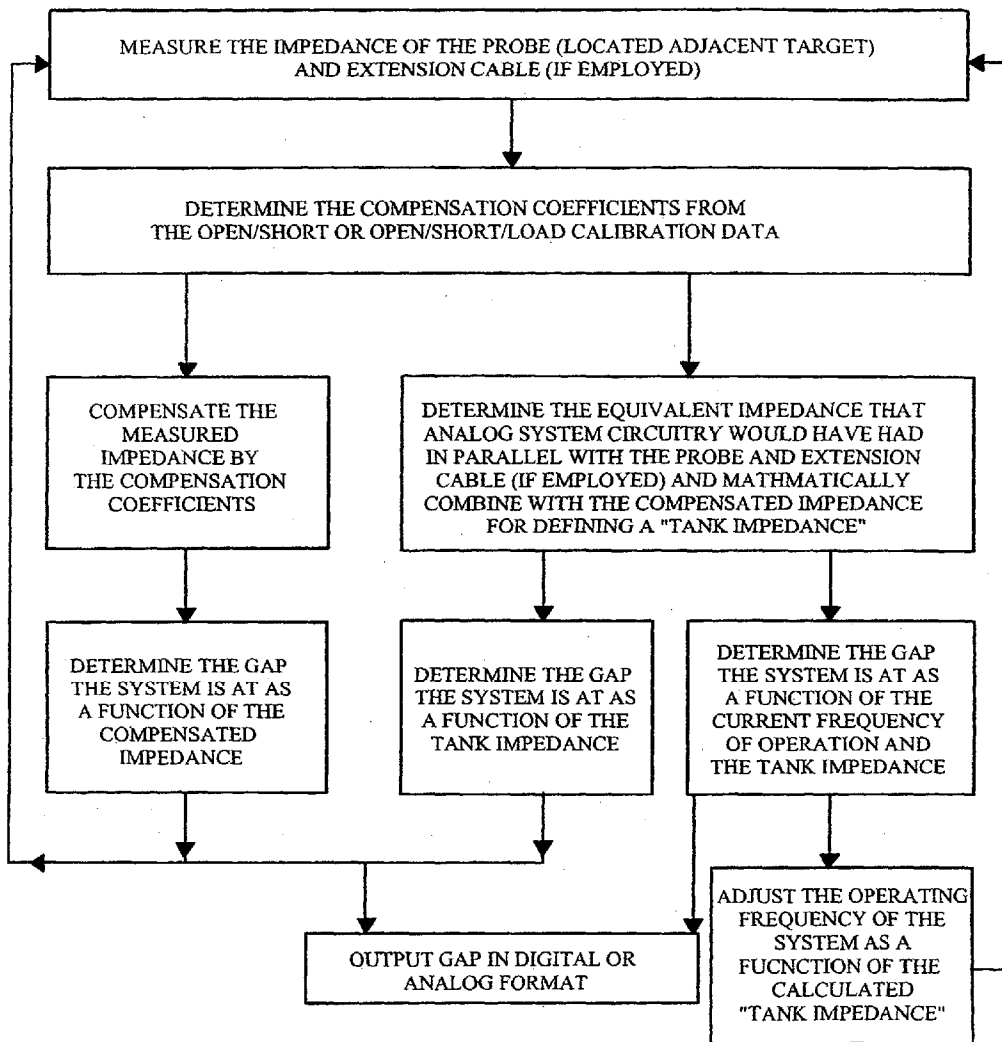 MEASURE THE IMPEDANCE OF THE PROBE (LOCATED ADJACENT TARGET)
AND EXTENSION CABLE (IF EMPLOYED)
DETERMINE THE COMPENSATION COEFFICIENTS FROM
THE OPEN/SHORT OR OPEN/SHORT/LOAD CALIBRATION DATA
COMPENSATE THE
MEASURED
IMPEDANCE BY
THE COMPENSATION
COEFFICIENTS
DETERMINE THE EQUIVALENT IMPEDANCE THAT
ANALOG SYSTEM CIRCUITRY WOULD HAVE HAD
IN PARALLEL WITH THE PROBE AND EXTENSION
CABLE (IF EMPLOYED) AND MATHMATICALLY
COMBINE WITH THE COMPENSATED IMPEDANCE
FOR DEFINING A "TANK IMPEDANCE"
DETERMINE THE GAP
THE SYSTEM IS AT AS
A FUNCTION OF THE
COMPENSATED
IMPEDANCE
DETERMINE THE GAP
THE SYSTEM IS AT AS
A FUNCTION OF THE
TANK IMPEDANCE
DETERMINE THE GAP
THE SYSTEM IS AT AS
A FUNCTION OF THE
CURRENT FREQUENCY
OF OPERATION AND
THE TANK IMPEDANCE
OUTPUT GAP IN DIGITAL OR
ANALOG FORMAT
ADJUST THE OPERATING
FREQUENCY OF THE
SYSTEM AS A
FUCNCTION OF THE
CALCULATED
"TANK IMPEDANCE"